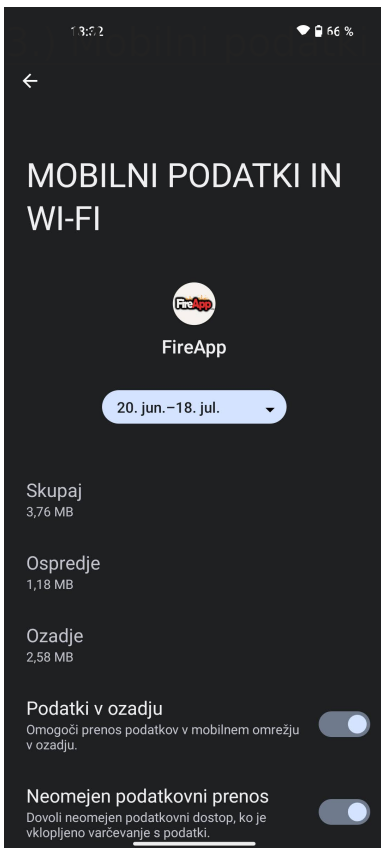 66 %
MOBILNI PODATKI IN
WI-FI
FireApp
FireApp
20. jun.–18. jul.
Skupaj
3,76 MB
Ospredje
1,18 MB
Ozadje
2,58 MB
Podatki v ozadju
Omogoči prenos podatkov v mobilnem omrežju
v ozadju.
Neomejen podatkovni prenos
Dovoli neomejen podatkovni dostop, ko je
vklopljeno varčevanje s podatki.